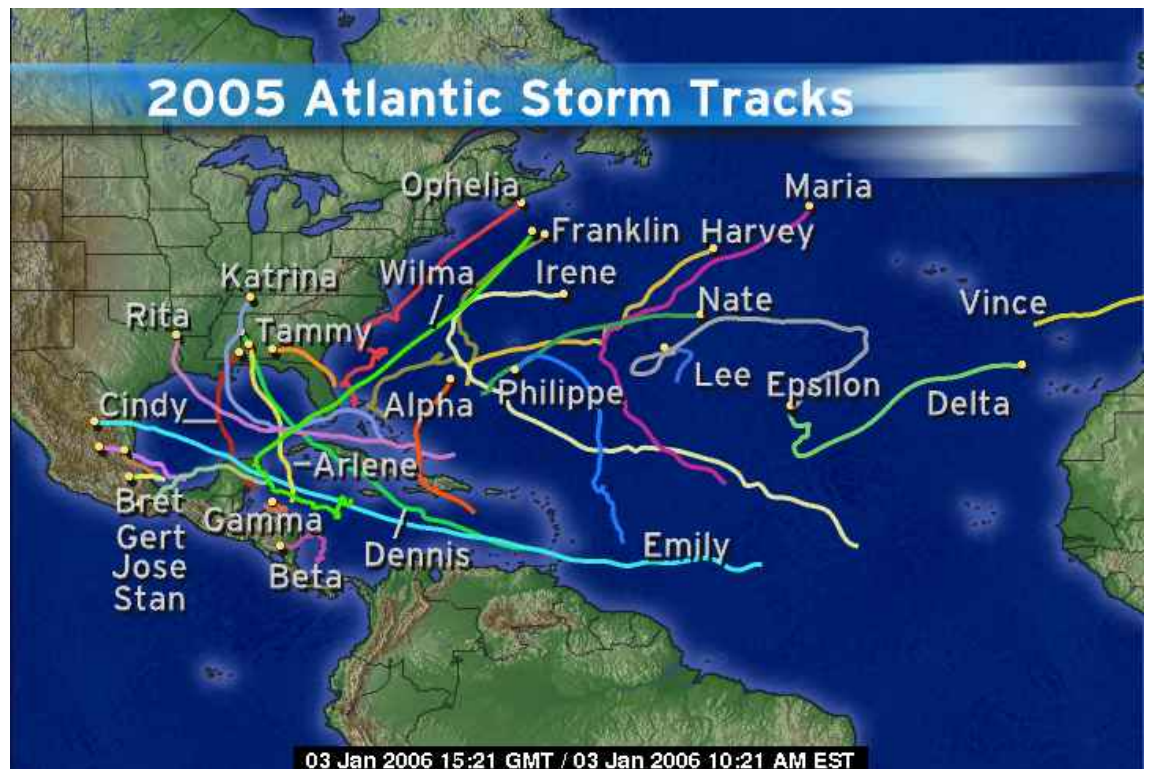 2005 Atlantic Storm Tracks
Ophelia
Maria
Franklin
Harvey
Katrina
Wilma
Irene
Rita
Tammy
Nate
Vince
Cindy
Alpha
Philippe
Lee
Epsilon
Delta
Arlene
Bret
Gert
Jose
Stan
Gamma
Dennis
Emily
Beta
03 Jan 2006 15:21 GMT / 03 Jan 2006 10:21 AM EST